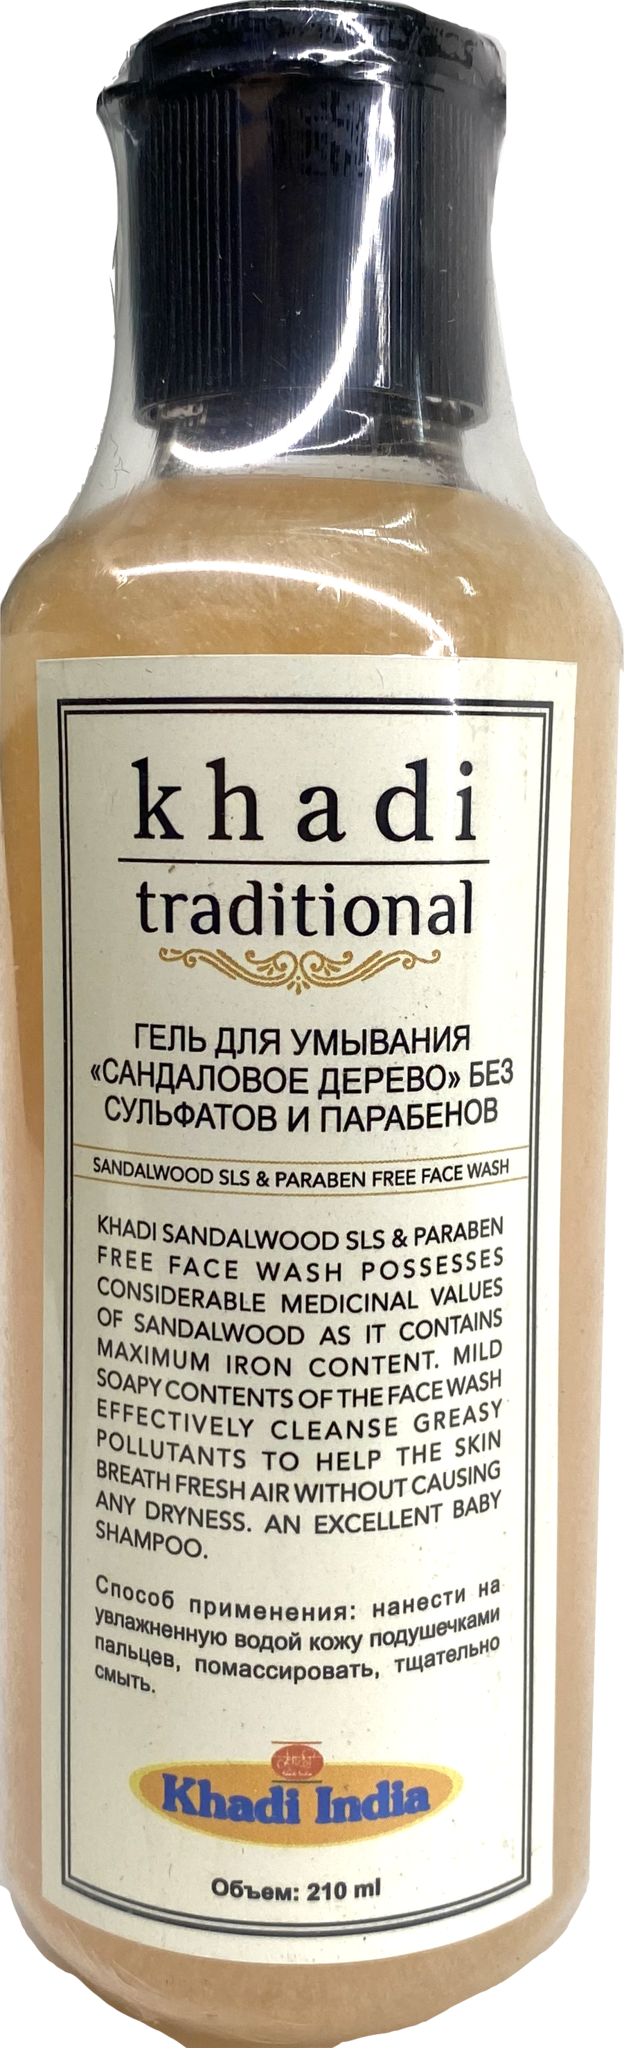 khadi
traditional
ГЕЛЬ ДЛЯ УМЫВАНИЯ
«САНДАЛОВОЕ ДЕРЕВО» БЕЗ
СУЛЬФАТОВ И ПАРАБЕНОВ
SANDALWOOD SLS & PARABEN FREE FACE WASH
KHADI SANDALWOOD SLS & PARABEN
FREE FACE WASH POSSESSES
CONSIDERABLE MEDICINAL VALUES
OF SANDALWOOD AS IT CONTAINS
MAXIMUM IRON CONTENT. MILD
SOAPY CONTENTS OF THE FACE WASH
EFFECTIVELY CLEANSE GREASY
POLLUTANTS TO HELP THE SKIN
BREATH FRESH AIR WITHOUT CAUSING
ANY DRYNESS. AN EXCELLENT BABY
SHAMPOO.
Способ применения: нанести на
увлажненную водой кожу подушечками
пальцев, помассировать, тщательно
смыть.
Khadi India
Объем: 210 ml